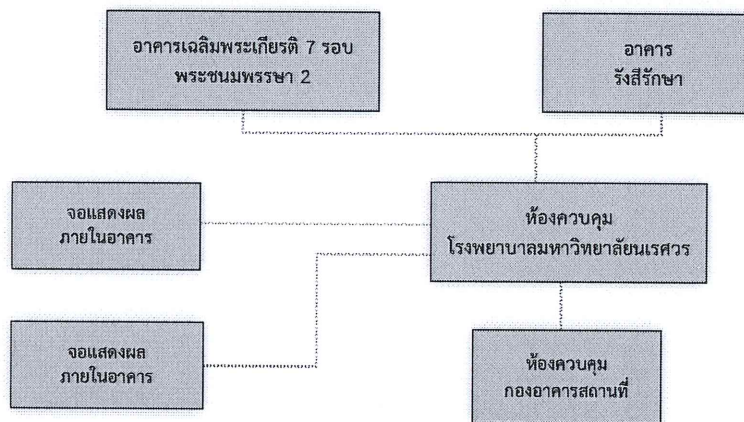 อาคารเฉลิมพระเกียรติ 7 รอบ
พระชนมพรรษา 2
อาคาร
รังสีรักษา
จอแสดงผล
ภายในอาคาร
ห้องควบคุม
โรงพยาบาลมหาวิทยาลัยนเรศวร
จอแสดงผล
ภายในอาคาร
ห้องควบคุม
กองอาคารสถานที่